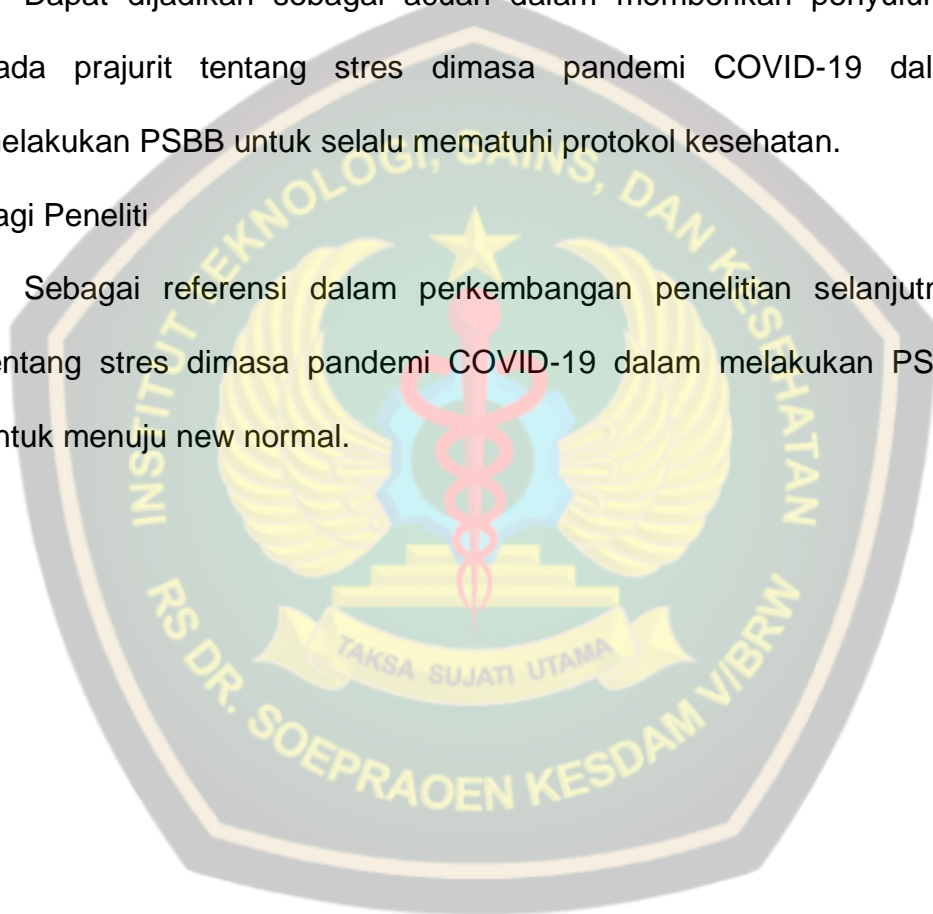 Dapat dijadikan sebagai acuan dalam memberikan
ada prajurit tentang stres dimasa pandemi COVID-19 dal
elakukan PSBB untuk selalu mematuhi protokol kesehatan.
agi Peneliti
Sebagai referensi dalam perkembangan penelitian selanjutn
entang stres dimasa pandemi COVID-19 dalam melakukan PS
ntuk menuju new normal.
INSTITUT TEKNOLOGI, SAINS, DAN KESEHATAN
TAKSA SUJATI UTAMA
RS DR. SOEPRAOEN KESDAM V/BRW